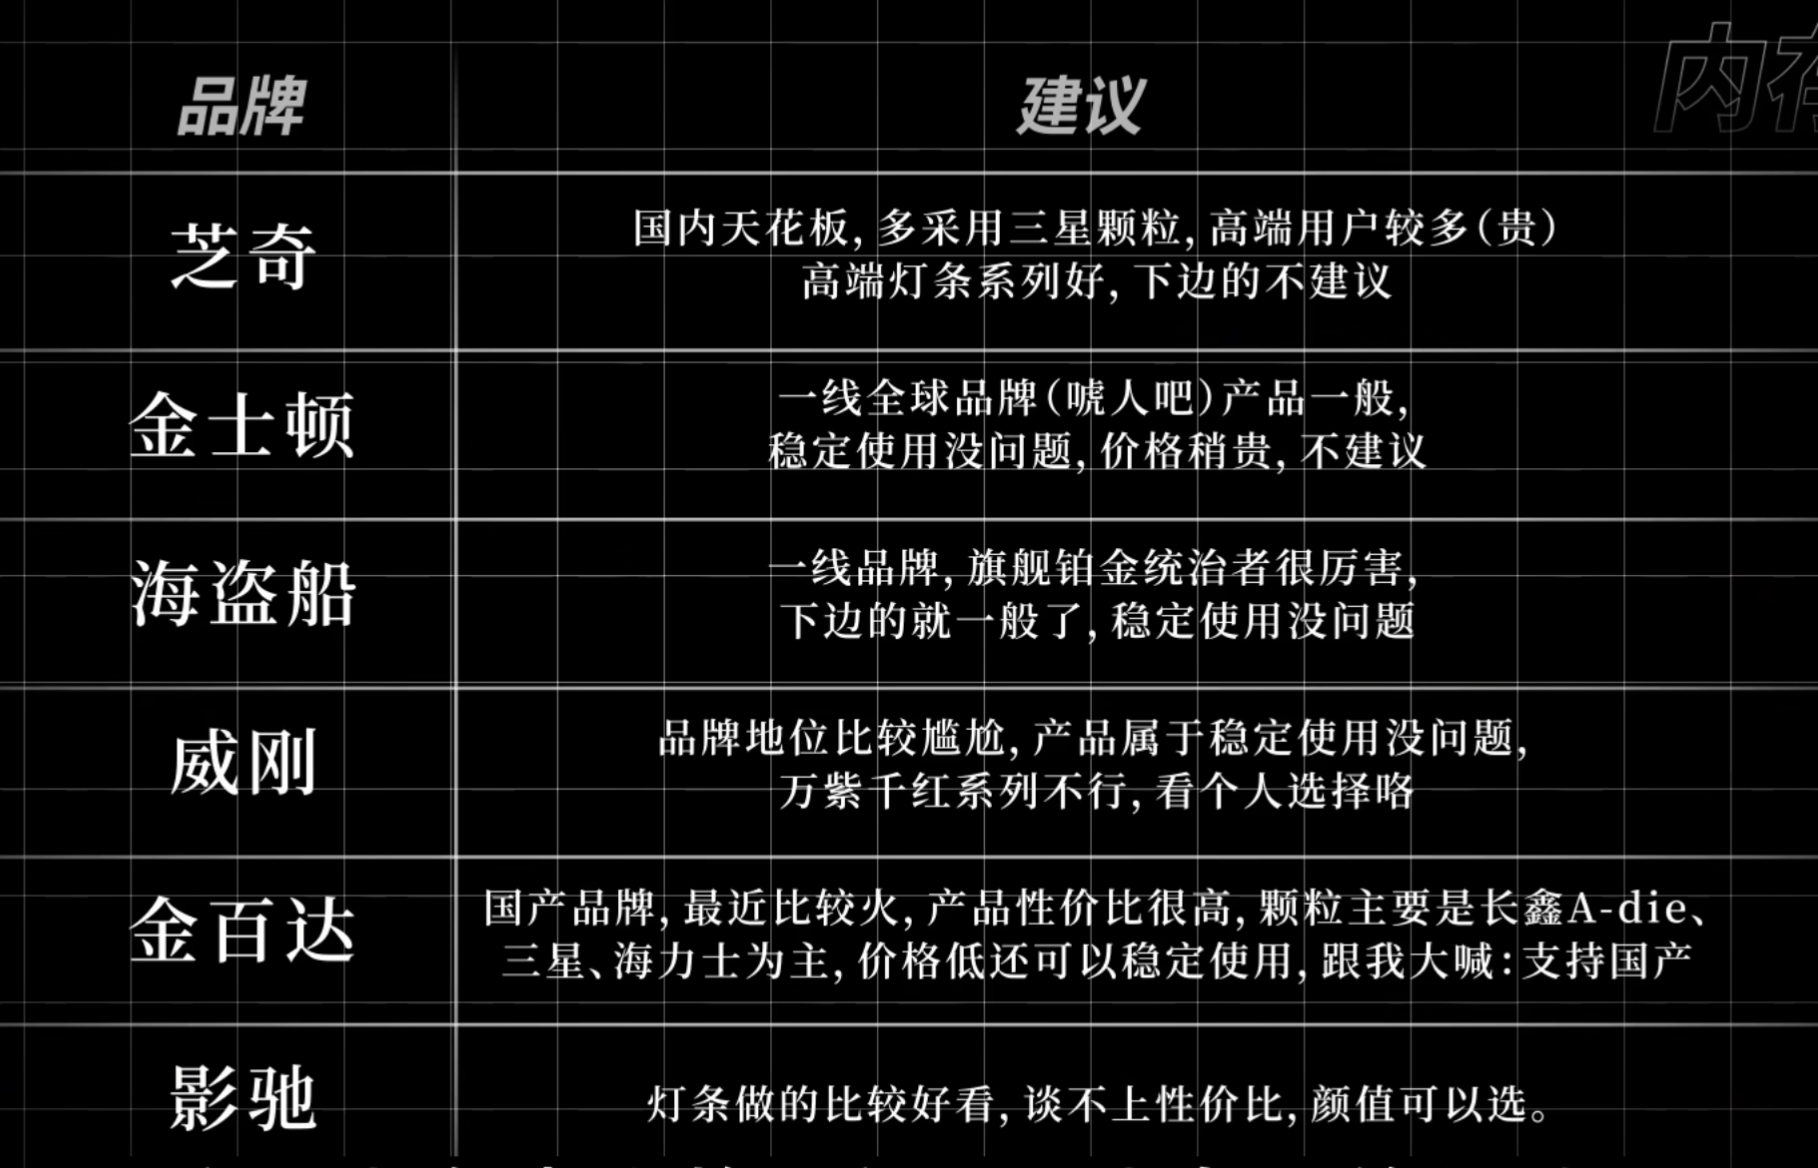 内存
品牌
建议
芝奇
国内天花板,多采用三星颗粒,高端用户较多(贵)
高端灯条系列好,下边的不建议
金士顿
一线全球品牌(唬人吧)产品一般,
稳定使用没问题,价格稍贵,不建议
海盗船
一线品牌,旗舰铂金统治者很厉害,
下边的就一般了,稳定使用没问题
威刚
品牌地位比较尴尬,产品属于稳定使用没问题,
万紫千红系列不行,看个人选择咯
金百达
国产品牌,最近比较火,产品性价比很高,颗粒主要是长鑫A-die、
三星、海力士为主,价格低还可以稳定使用,跟我大喊:支持国产
影驰
灯条做的比较好看,谈不上性价比,颜值可以选。